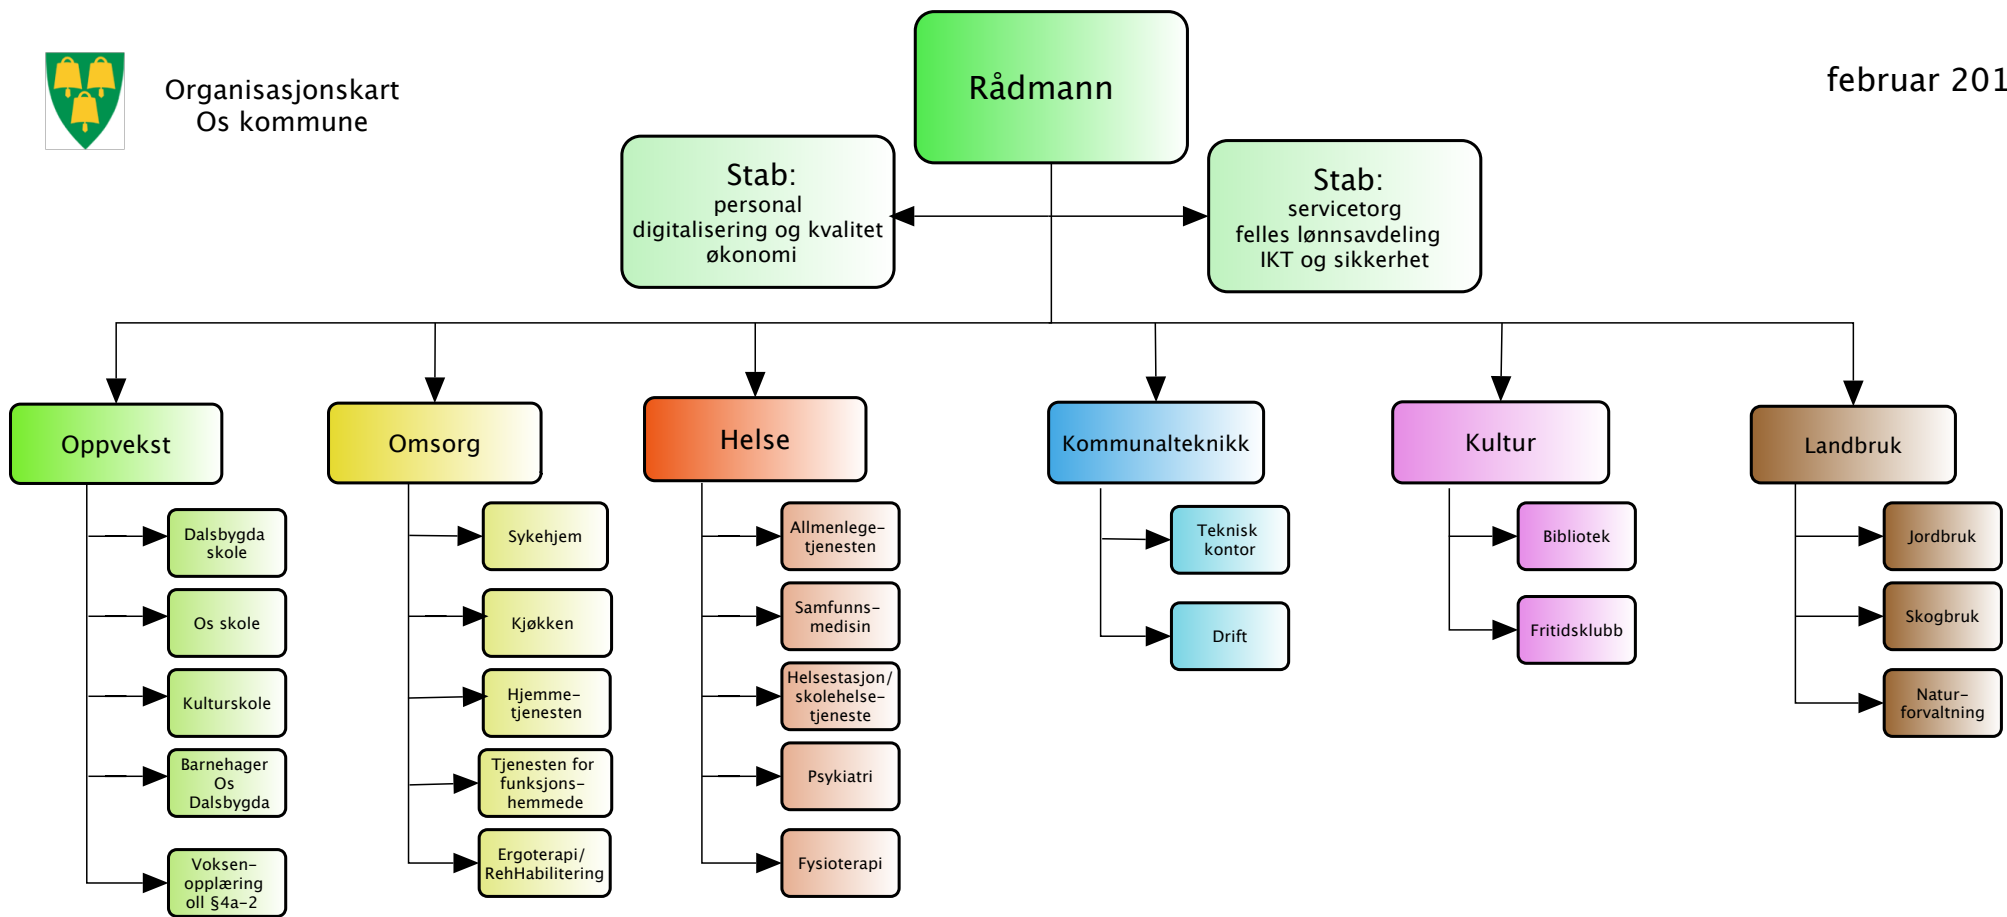 Organisasjonskart
Os kommune
Rådmann
februar 201
Stab:
personal
digitalisering og kvalitet
økonomi
Stab:
servicetorg
felles lønnsavdeling
IKT og sikkerhet
Oppvekst
Omsorg
Helse
Kommunalteknikk
Kultur
Landbruk
Dalsbygda
skole
Os skole
Kulturskole
Barnehager
Os
Dalsbygda
Voksen-
opplæring
oll §4a-2
Sykehjem
Kjøkken
Hjemme-
tjenesten
Tjenesten for
funksjons-
hemmede
Ergoterapi/
RehHabilitering
Allmenlege-
tjenesten
Samfunns-
medisin
Helsestasjon/
skolehelse-
tjeneste
Psykiatri
Fysioterapi
Teknisk
kontor
Drift
Bibliotek
Fritidsklubb
Jordbruk
Skogbruk
Natur-
forvaltning